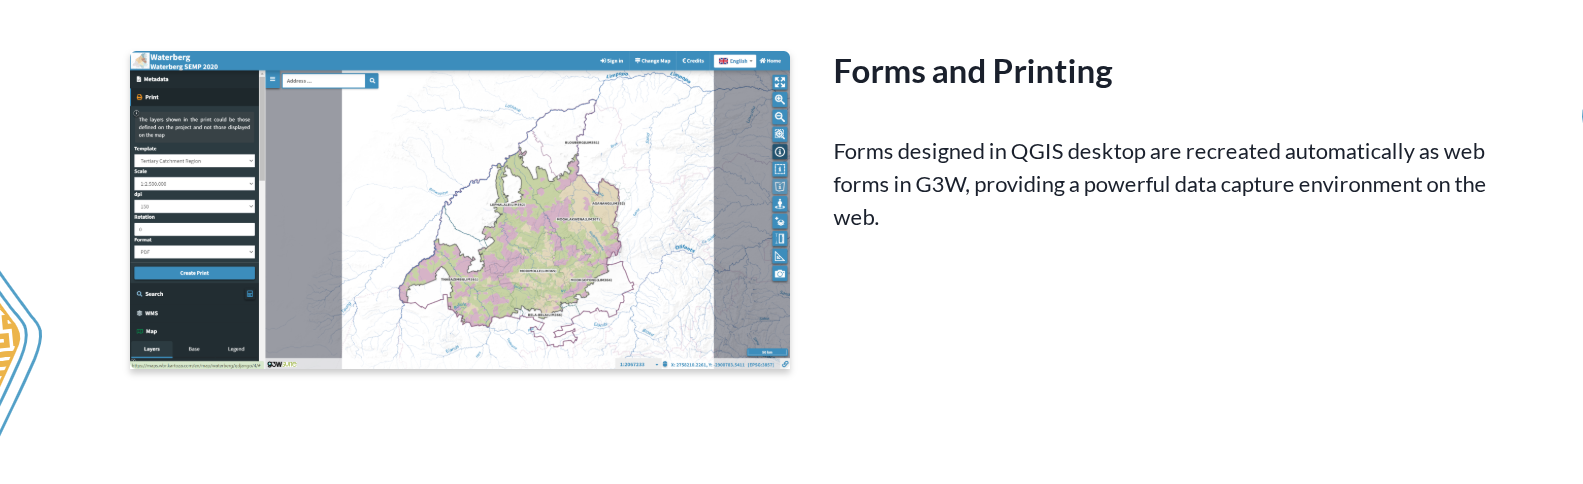 Waterberg
Waterberg SEMP 2020
Sign in
Change Map
Credits
English
Home
Metadata
Print
The layers shown in the print could be those
defined on the project and not those displayed
on the map
Template
Tertiary Catchment Region
Scale
1:2,500,000
dpi
Rotation
0
Format
PDF
Create Print
Search
WMS
Map
Layers
Base
Legend
Address...
Limpopo
Limpopo
Olifants
G3W
Forms and Printing
Forms designed in QGIS desktop are recreated automatically as web
forms in G3W, providing a powerful data capture environment on the
web.